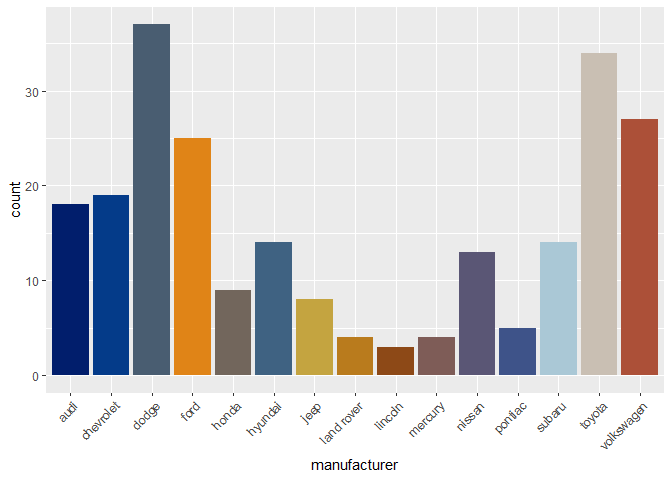 30
20
10
0
count
audi
chevrolet
dodge
ford
honda
hyundai
jeep
land rover
lincoln
mercury
nissan
pontiac
subaru
toyota
volkswagen
manufacturer